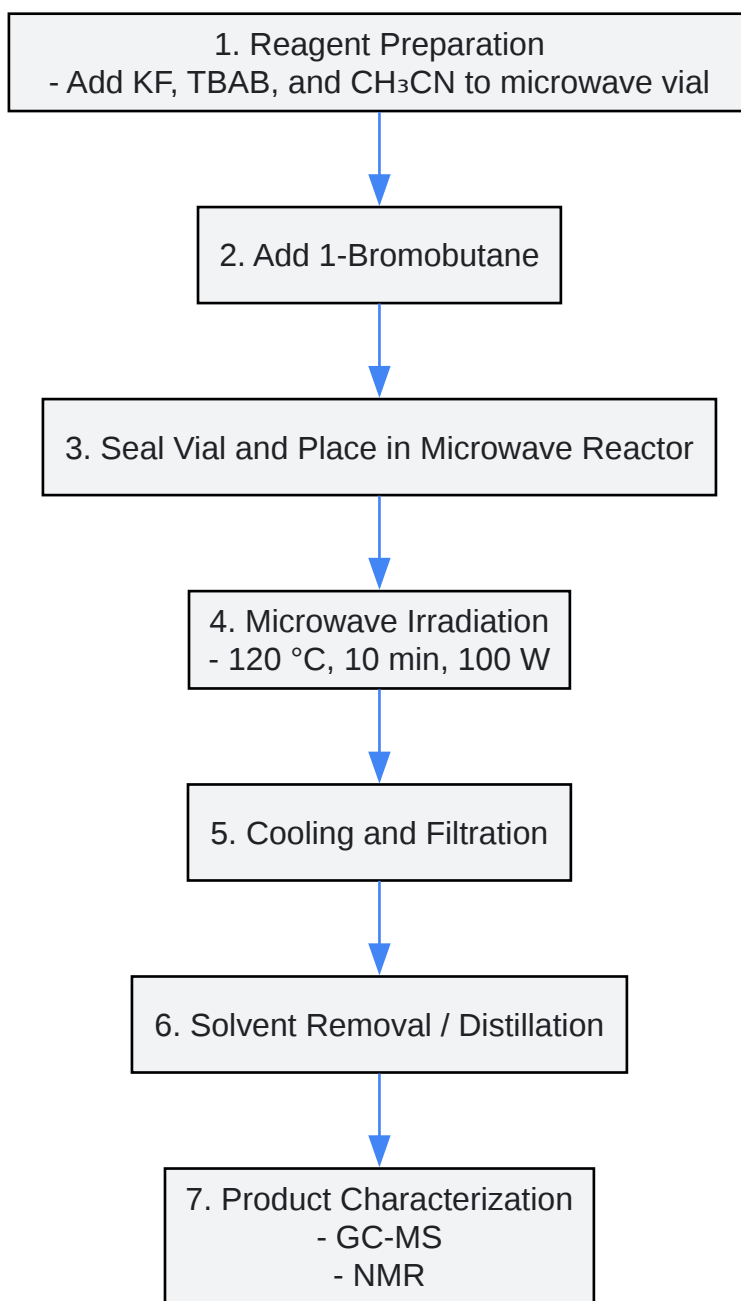 1. Reagent Preparation
- Add KF, TBAB, and CH₃CN to microwave vial
2. Add 1-Bromobutane
3. Seal Vial and Place in Microwave Reactor
4. Microwave Irradiation
- 120 °C, 10 min, 100 W
5. Cooling and Filtration
6. Solvent Removal / Distillation
7. Product Characterization
- GC-MS
- NMR